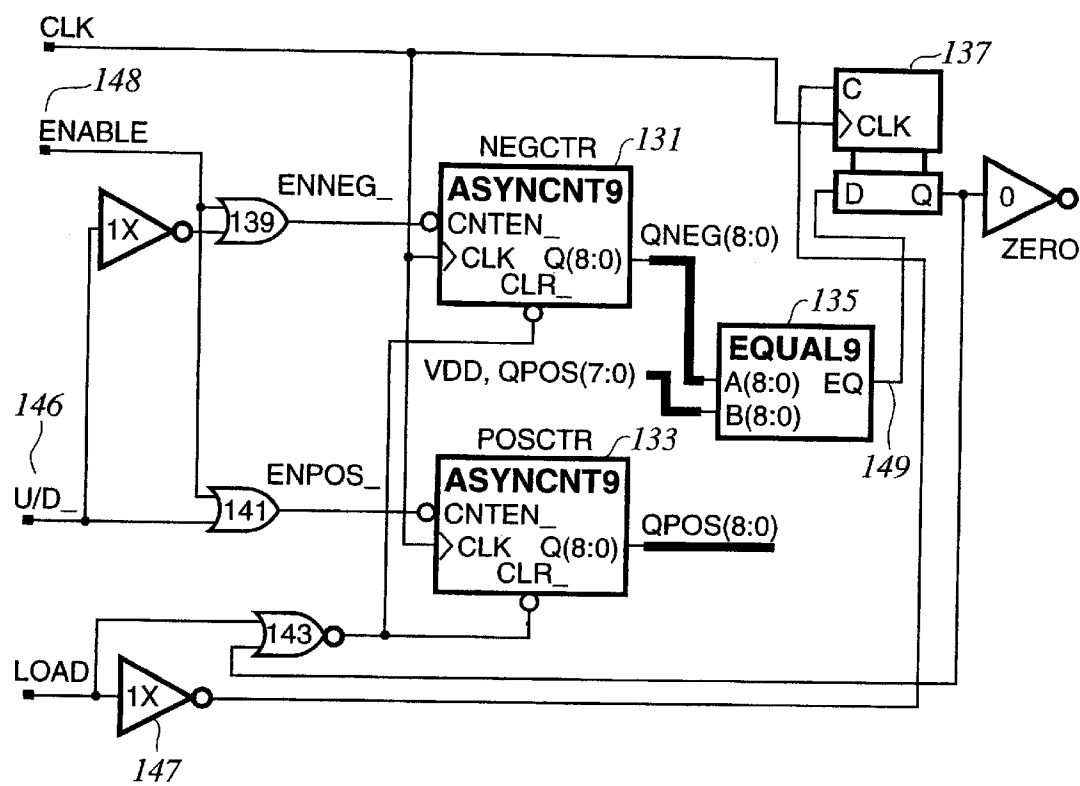 CLK
148
ENABLE
137
C
CLK
D Q
0
ZERO
NEGCTR
131
ASYNCNT9
CNTEN_
CLK Q(8:0)
CLR_
ENNEG_
139
1X
QNEG(8:0)
135
EQUAL9
A(8:0) EQ
B(8:0)
149
VDD, QPOS(7:0)
146
U/D_
ENPOS_
141
POSCTR
133
ASYNCNT9
CNTEN_
CLK Q(8:0)
CLR_
QPOS(8:0)
143
LOAD
1X
147